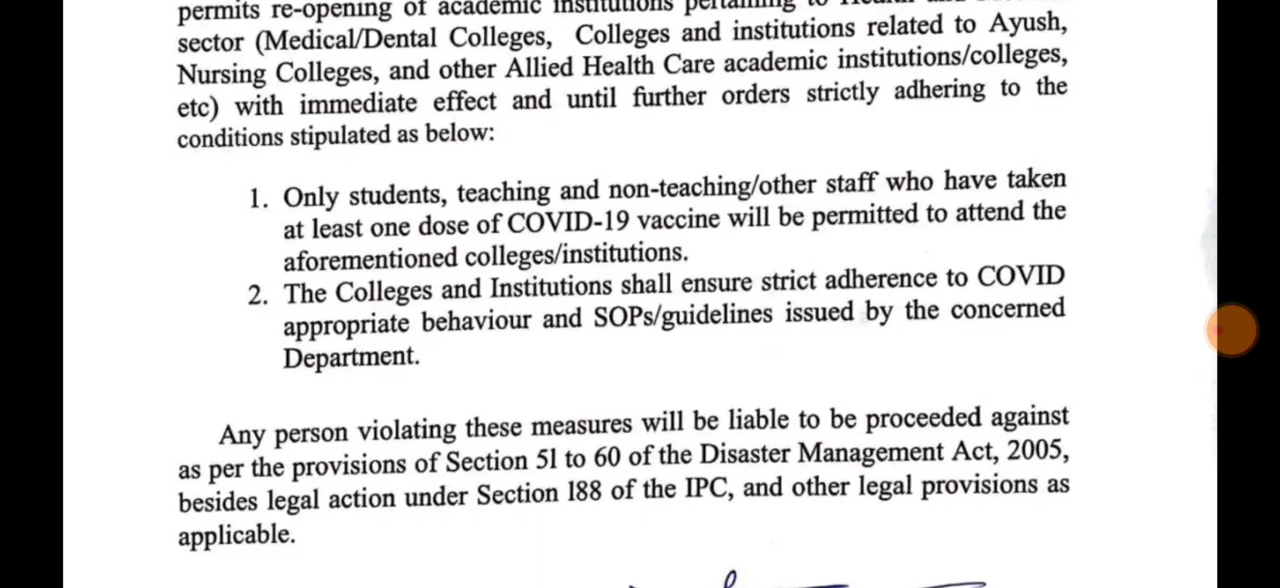 permits re-opening of academic institutions pertaining to
sector (Medical/Dental Colleges, Colleges and institutions related to Ayush,
Nursing Colleges, and other Allied Health Care academic institutions/colleges,
etc) with immediate effect and until further orders strictly adhering to the
conditions stipulated as below:
1. Only students, teaching and non-teaching/other staff who have taken
at least one dose of COVID-19 vaccine will be permitted to attend the
aforementioned colleges/institutions.
2. The Colleges and Institutions shall ensure strict adherence to COVID
appropriate behaviour and SOPs/guidelines issued by the concerned
Department.
Any person violating these measures will be liable to be proceeded against
as per the provisions of Section 51 to 60 of the Disaster Management Act, 2005,
besides legal action under Section 188 of the IPC, and other legal provisions as
applicable.